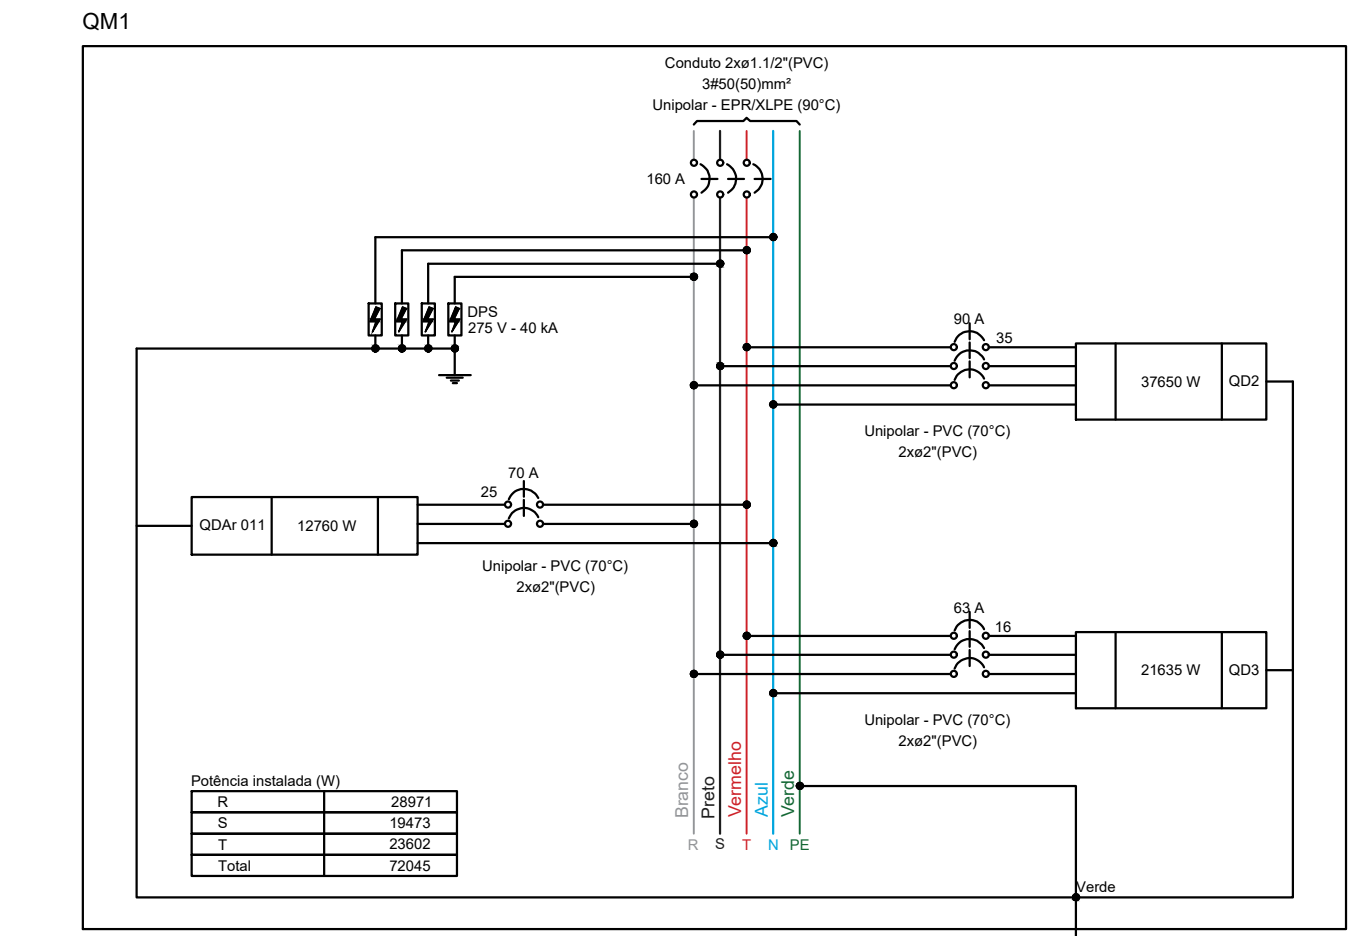 QM1
Conduto 2xø1.1/2"(PVC)
3#50(50)mm²
Unipolar - EPR/XLPE (90°C)
160 A
DPS
275 V - 40 kA
90 A
35
37650 W
QD2
Unipolar - PVC (70°C)
2xø2"(PVC)
70 A
25
QDAr 011
12760 W
Unipolar - PVC (70°C)
2xø2"(PVC)
63 A
16
21635 W
QD3
Unipolar - PVC (70°C)
2xø2"(PVC)
Branco
Preto
Vermelho
Azul
Verde
R
S
T
N
PE
Potência instalada (W)
R 28971
S 19473
T 23602
Total 72045
Verde